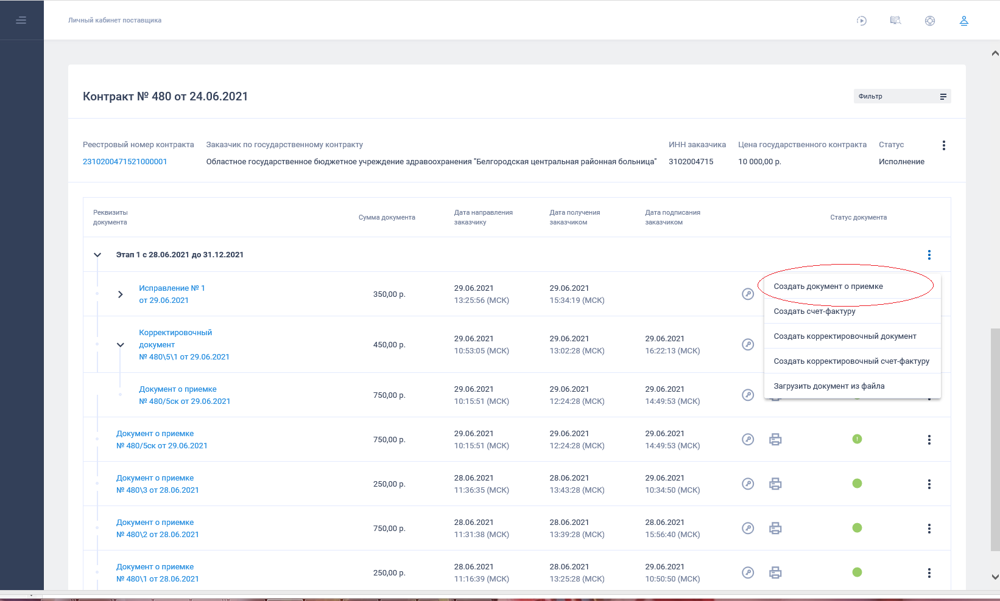 Личный кабинет поставщика
Контракт № 480 от 24.06.2021
Фильтр
Реестровый номер контракта
2310200471521000001
Заказчик по государственному контракту
Областное государственное бюджетное учреждение здравоохранения "Белгородская центральная районная больница"
ИНН заказчика
3102004715
Цена государственного контракта
10 000,00 р.
Статус
Исполнение
Реквизиты
документа
Сумма документа
Дата направления
заказчику
Дата получения
заказчиком
Дата подписания
заказчиком
Статус документа
Этап 1 с 28.06.2021 до 31.12.2021
Исправление № 1
от 29.06.2021
350,00 р.
29.06.2021
13:25:56 (МСК)
29.06.2021
15:34:19 (МСК)
Создать документ о приемке
Создать счет-фактуру
Создать корректировочный документ
Создать корректировочный счет-фактуру
Загрузить документ из файла
Корректировочный
документ
№ 480\5\1 от 29.06.2021
450,00 р.
29.06.2021
10:53:05 (МСК)
29.06.2021
13:02:28 (МСК)
29.06.2021
16:22:13 (МСК)
Документ о приемке
№ 480/5ск от 29.06.2021
750,00 р.
29.06.2021
10:15:51 (МСК)
29.06.2021
12:24:28 (МСК)
29.06.2021
14:49:53 (МСК)
Документ о приемке
№ 480/5ск от 29.06.2021
750,00 р.
29.06.2021
10:15:51 (МСК)
29.06.2021
12:24:28 (МСК)
29.06.2021
14:49:53 (МСК)
Документ о приемке
№ 480\3 от 28.06.2021
250,00 р.
28.06.2021
11:36:35 (МСК)
28.06.2021
13:43:28 (МСК)
29.06.2021
10:34:50 (МСК)
Документ о приемке
№ 480\2 от 28.06.2021
750,00 р.
28.06.2021
11:31:38 (МСК)
28.06.2021
13:39:28 (МСК)
28.06.2021
15:56:40 (МСК)
Документ о приемке
№ 480\1 от 28.06.2021
250,00 р.
28.06.2021
11:16:39 (МСК)
28.06.2021
13:25:28 (МСК)
29.06.2021
10:50:50 (МСК)